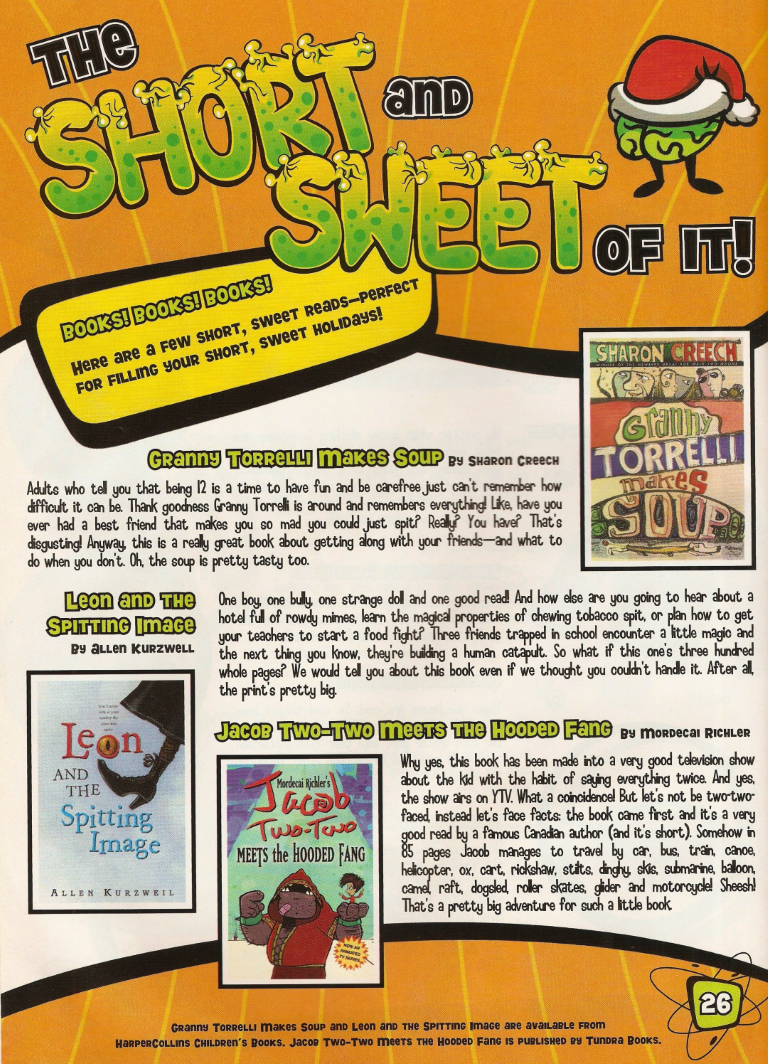 THE
SHORT and
SWEET
OF IT!
BOOKS! BOOKS! BOOKS!
HERE ARE A FEW SHORT, SWEET READS—PERFECT
FOR FILLING YOUR SHORT, SWEET HOLIDAYS!
SHARON CREECH
Granny
TORRELLI
makes
SOUP
Granny Torrelli Makes Soup By Sharon Creech
Adults who tell you that being 12 is a time to have fun and be carefree just can't remember how
difficult it can be. Thank goodness Granny Torrelli is around and remembers everything! Like, have you
ever had a best friend that makes you so mad you could just spit? Really? You have? That's
disgusting! Anyway, this is a really great book about getting along with your friends—and what to
do when you don't. Oh, the soup is pretty tasty too.
Leon and the
Spitting Image
By Allen Kurzwell
One boy, one bully, one strange doll and one good read! And how else are you going to hear about a
hotel full of rowdy mimes, learn the magical properties of chewing tobacco spit, or plan how to get
your teachers to start a food fight? Three friends trapped in school encounter a little magic and
the next thing you know, they're building a human catapult. So what if this one's three hundred
whole pages? We would tell you about this book even if we thought you couldn't handle it. After all,
the print's pretty big.
Leon
AND
THE
Spitting
Image
ALLEN KURZWEIL
Jacob Two-Two Meets the Hooded Fang By Mordecai Richler
Mordecai Richler's
Jacob
Two-Two
MEETS the HOODED FANG
NOW AN
ANIMATED
TV SERIES
Why yes, this book has been made into a very good television show
about the kid with the habit of saying everything twice. And yes,
the show airs on YTV. What a coincidence! But let's not be two-two-
faced, instead let's face facts: the book came first and it's a very
good read by a famous Canadian author (and it's short). Somehow in
85 pages Jacob manages to travel by car, bus, train, canoe,
helicopter, ox, cart, rickshaw, stilts, dinghy, skis, submarine, balloon,
camel, raft, dogsled, roller skates, glider and motorcycle! Sheesh!
That's a pretty big adventure for such a little book.
26
Granny Torrelli Makes Soup and Leon and the Spitting Image are available from
HarperCollins Children's Books. Jacob Two-Two Meets the Hooded Fang is published by Tundra Books.